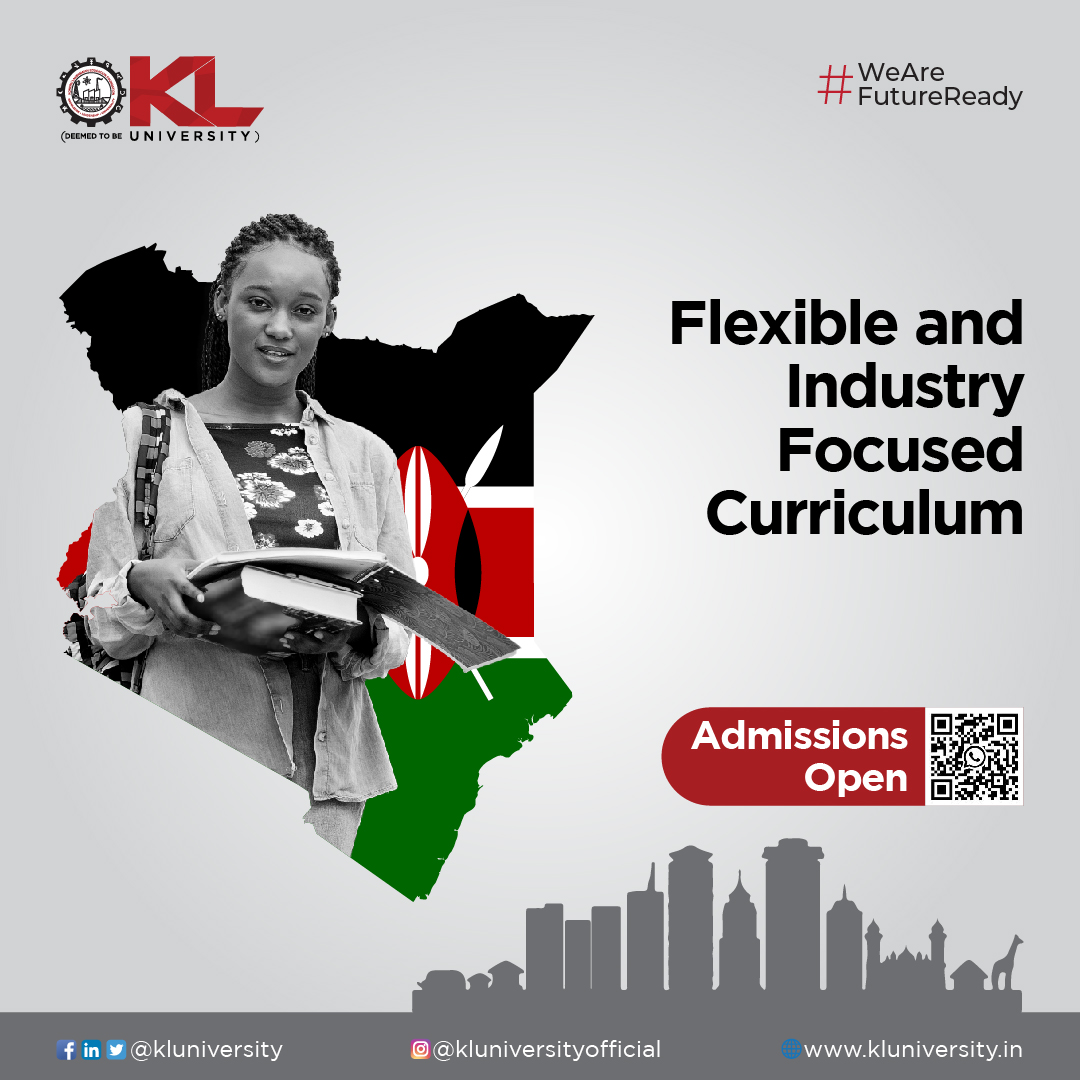 KL
(DEEMED TO BE UNIVERSITY)
#WeAre
FutureReady
Flexible and
Industry
Focused
Curriculum
Admissions
Open
@kluniversity
@kluniversityofficial
www.kluniversity.in